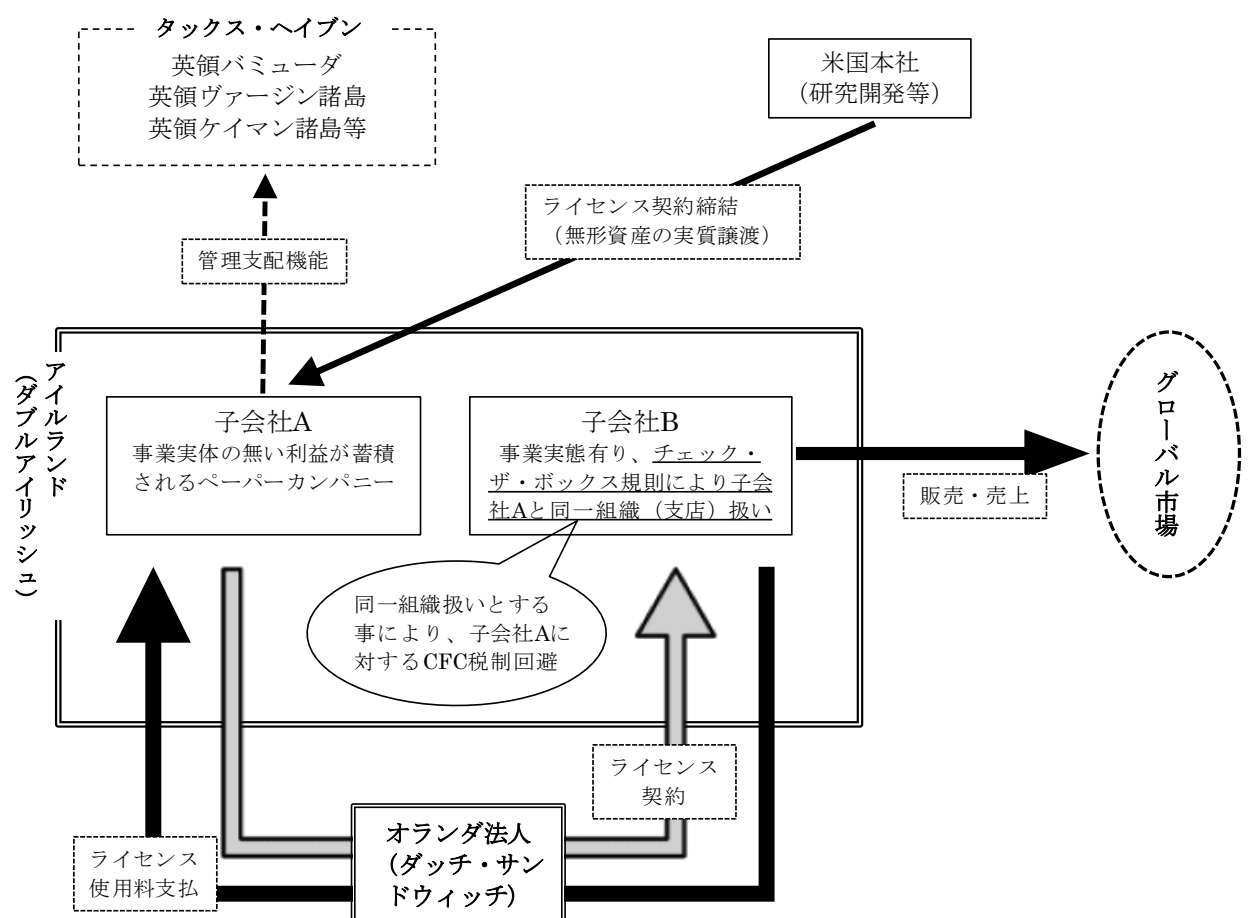 タックス・ヘイブン
英領バミューダ
英領ヴァージン諸島
英領ケイマン諸島等
米国本社
（研究開発等）
ライセンス契約締結
（無形資産の実質譲渡）
管理支配機能
アイルランド
（ダブルアイリッシュ）
子会社A
事業実体の無い利益が蓄積
されるペーパーカンパニー
子会社B
事業実態有り、チェック・
ザ・ボックス規則により子会
社Aと同一組織（支店）扱い
販売・売上
グローバル市場
同一組織扱いとする
事により、子会社Aに
対するCFC税制回避
ライセンス
契約
オランダ法人
（ダッチ・サン
ドウィッチ）
ライセンス
使用料支払